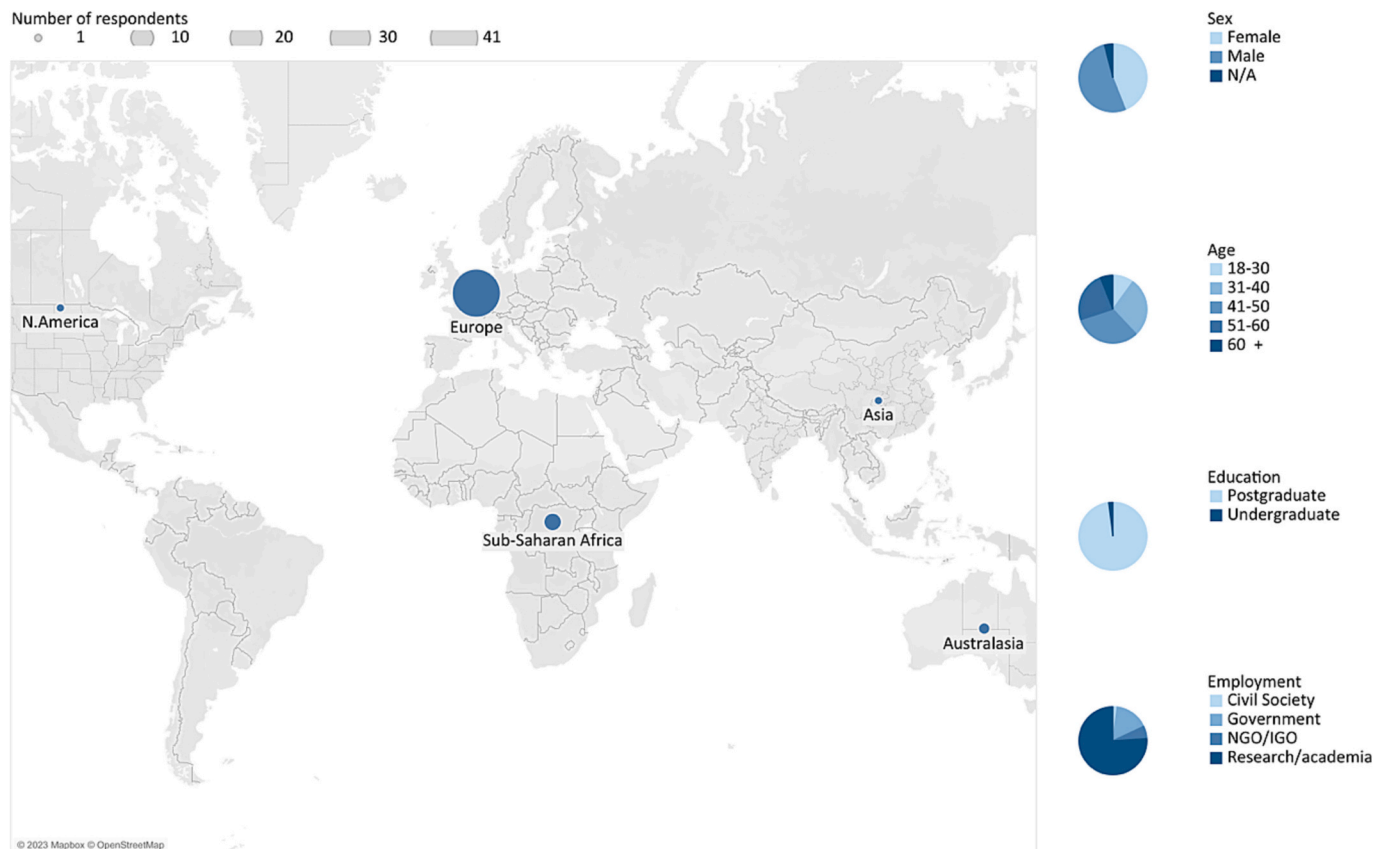 Number of respondents
1 10 20 30 41
N.America
Europe
Asia
Sub-Saharan Africa
Australasia
© 2023 Mapbox © OpenStreetMap
Sex
Female
Male
N/A
Age
18-30
31-40
41-50
51-60
60 +
Education
Postgraduate
Undergraduate
Employment
Civil Society
Government
NGO/IGO
Research/academia